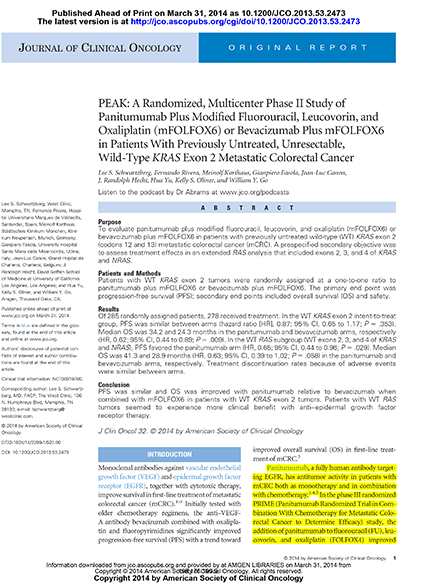 Published Ahead of Print on March 31, 2014 as 10.1200/JCO.2013.53.2473
The latest version is at http://jco.ascopubs.org/cgi/doi/10.1200/JCO.2013.53.2473
JOURNAL OF CLINICAL ONCOLOGY
ORIGINAL REPORT
PEAK: A Randomized, Multicenter Phase II Study of
Panitumumab Plus Modified Fluorouracil, Leucovorin, and
Oxaliplatin (mFOLFOX6) or Bevacizumab Plus mFOLFOX6
in Patients With Previously Untreated, Unresectable,
Wild-Type KRAS Exon 2 Metastatic Colorectal Cancer
Lee S. Schwartzberg, Fernando Rivera, Meinolf Karthaus, Gianpiero Fasola, Jean-Luc Canon,
J. Randolph Hecht, Hua Yu, Kelly S. Oliner, and William Y. Go
Listen to the podcast by Dr Abrams at www.jco.org/podcasts
Lee S. Schwartzberg, West Clinic,
Memphis, TN; Fernando Rivera, Hospi-
tal Universitario Marques de Valdecilla,
Santander, Spain; Meinolf Karthaus,
Städtisches Klinikum München, Klini-
kum Neuperlach, Munich, Germany;
Gianpiero Fasola, University Hospital
Santa Maria della Misericordia, Udine,
Italy; Jean-Luc Canon, Grand Hopital de
Charleroi, Charleroi, Belgium; J.
Randolph Hecht, David Geffen School
of Medicine at University of California
Los Angeles, Los Angeles; and Hua Yu,
Kelly S. Oliner, and William Y. Go,
Amgen, Thousand Oaks, CA.
Published online ahead of print at
www.jco.org on March 31, 2014.
Terms in blue are defined in the glos-
sary, found at the end of this article
and online at www.jco.org.
Authors' disclosures of potential con-
flicts of interest and author contribu-
tions are found at the end of this
article.
Clinical trial information: NCT00819780.
Corresponding author: Lee S. Schwartz-
berg, MD, FACP, The West Clinic, 100
N. Humphreys Blvd, Memphis, TN
38120; e-mail: lschwartzberg@
westclinic.com.
© 2014 by American Society of Clinical
Oncology
0732-183X/14/3299-1/$20.00
DOI: 10.1200/JCO.2013.53.2473
ABSTRACT
Purpose
To evaluate panitumumab plus modified fluorouracil, leucovorin, and oxaliplatin (mFOLFOX6) or
bevacizumab plus mFOLFOX6 in patients with previously untreated wild-type (WT) KRAS exon 2
(codons 12 and 13) metastatic colorectal cancer (mCRC). A prespecified secondary objective was
to assess treatment effects in an extended RAS analysis that included exons 2, 3, and 4 of KRAS
and NRAS.
Patients and Methods
Patients with WT KRAS exon 2 tumors were randomly assigned at a one-to-one ratio to
panitumumab plus mFOLFOX6 or bevacizumab plus mFOLFOX6. The primary end point was
progression-free survival (PFS); secondary end points included overall survival (OS) and safety.
Results
Of 285 randomly assigned patients, 278 received treatment. In the WT KRAS exon 2 intent-to-treat
group, PFS was similar between arms (hazard ratio [HR], 0.87; 95% CI, 0.65 to 1.17; P = .353).
Median OS was 34.2 and 24.3 months in the panitumumab and bevacizumab arms, respectively
(HR, 0.62; 95% CI, 0.44 to 0.89; P = .009). In the WT RAS subgroup (WT exons 2, 3, and 4 of KRAS
and NRAS), PFS favored the panitumumab arm (HR, 0.65; 95% CI, 0.44 to 0.96; P = .029). Median
OS was 41.3 and 28.9 months (HR, 0.63; 95% CI, 0.39 to 1.02; P = .058) in the panitumumab and
bevacizumab arms, respectively. Treatment discontinuation rates because of adverse events
were similar between arms.
Conclusion
PFS was similar and OS was improved with panitumumab relative to bevacizumab when
combined with mFOLFOX6 in patients with WT KRAS exon 2 tumors. Patients with WT RAS
tumors seemed to experience more clinical benefit with anti–epidermal growth factor
receptor therapy.
J Clin Oncol 32. © 2014 by American Society of Clinical Oncology
INTRODUCTION
Monoclonal antibodies against vascular endothelial
growth factor (VEGF) and epidermal growth factor
receptor (EGFR), together with cytotoxic therapy,
improve survival in first-line treatment of metastatic
colorectal cancer (mCRC).1-3 Initially tested with
older chemotherapy regimens, the anti-VEGF-
A antibody bevacizumab combined with oxalipla-
tin and fluoropyrimidines significantly improved
progression-free survival (PFS) with a trend toward
improved overall survival (OS) in first-line treat-
ment of mCRC.3
Panitumumab, a fully human antibody target-
ing EGFR, has antitumor activity in patients with
mCRC both as monotherapy and in combination
with chemotherapy.1,4,5 In the phase III randomized
PRIME (Panitumumab Randomized Trial in Com-
bination With Chemotherapy for Metastatic Colo-
rectal Cancer to Determine Efficacy) study, the
addition of panitumumab to fluorouracil (FU), leu-
covorin, and oxaliplatin (FOLFOX4) improved
© 2014 by American Society of Clinical Oncology 1
Information downloaded from jco.ascopubs.org and provided at by AMGEN LIBRARIES on March 31, 2014 from
Copyright © 2014 American Society of Clinical Oncology. All rights reserved.
Copyright 2014 by American Society of Clinical Oncology